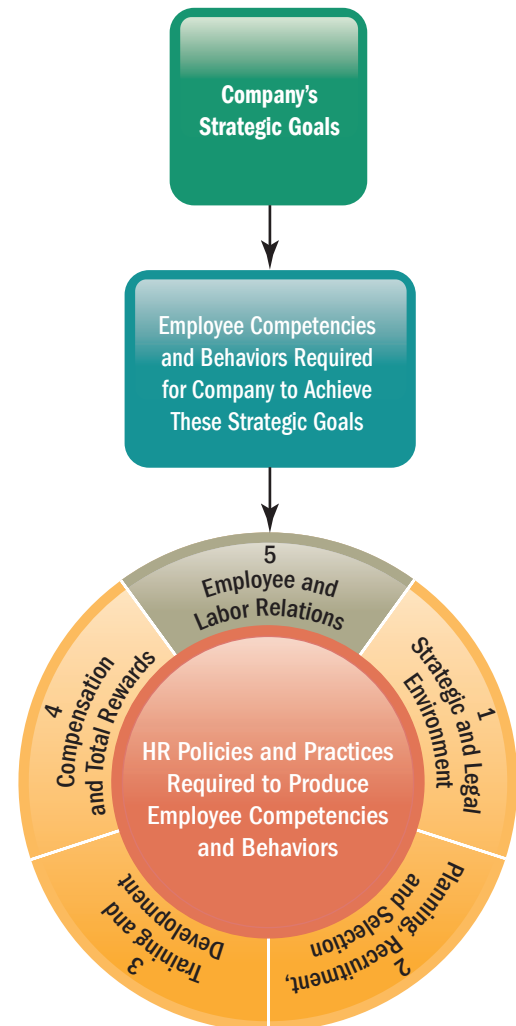 Company's
Strategic Goals
Employee Competencies
and Behaviors Required
for Company to Achieve
These Strategic Goals
5
Employee and
Labor Relations
1
Strategic and Legal
Environment
2
Planning, Recruitment,
and Selection
3
Training and
Development
4
Compensation
and Total Rewards
HR Policies and Practices
Required to Produce
Employee Competencies
and Behaviors